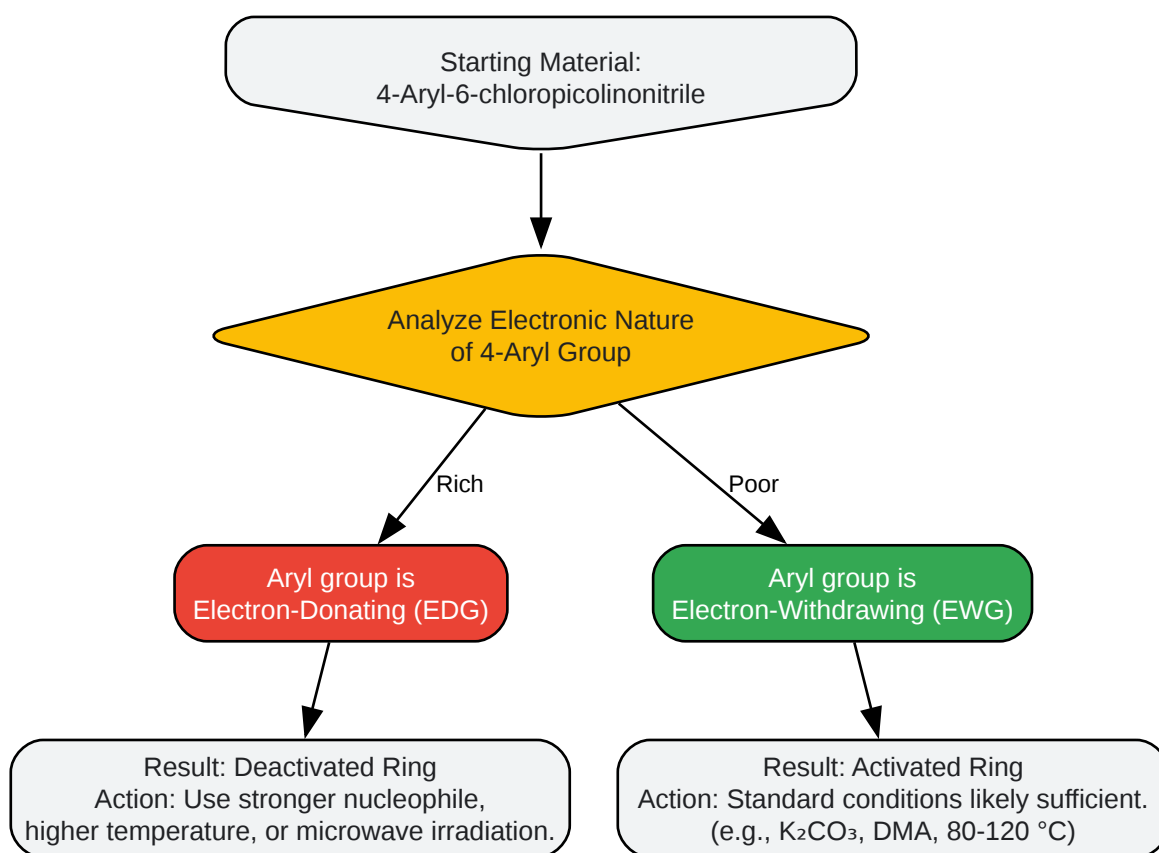 Starting Material:
4-Aryl-6-chloropicolinonitrile
Analyze Electronic Nature
of 4-Aryl Group
Rich
Poor
Aryl group is
Electron-Donating (EDG)
Aryl group is
Electron-Withdrawing (EWG)
Result: Deactivated Ring
Action: Use stronger nucleophile,
higher temperature, or microwave irradiation.
Result: Activated Ring
Action: Standard conditions likely sufficient.
(e.g., K₂CO₃, DMA, 80-120 °C)